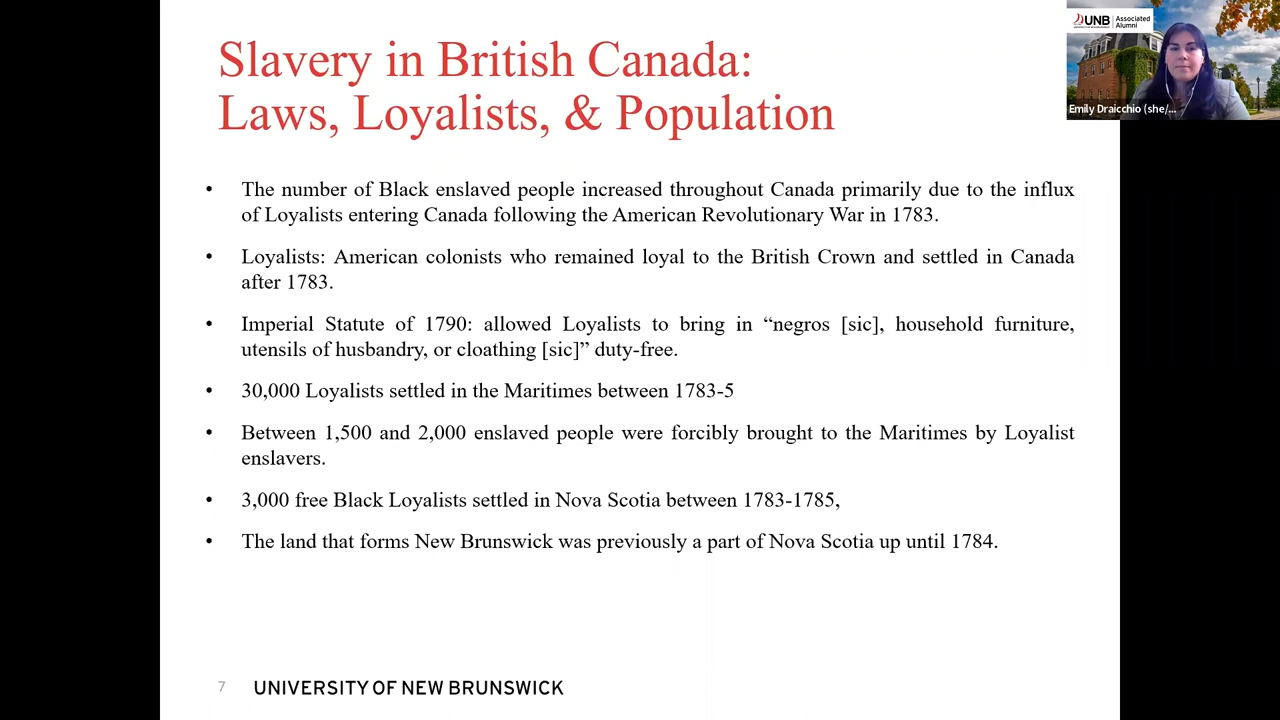 Slavery in British Canada:
Laws, Loyalists, & Population
• The number of Black enslaved people increased throughout Canada primarily due to the influx
of Loyalists entering Canada following the American Revolutionary War in 1783.
• Loyalists: American colonists who remained loyal to the British Crown and settled in Canada
after 1783.
• Imperial Statute of 1790: allowed Loyalists to bring in “negros [sic], household furniture,
utensils of husbandry, or cloathing [sic]” duty-free.
• 30,000 Loyalists settled in the Maritimes between 1783-5
• Between 1,500 and 2,000 enslaved people were forcibly brought to the Maritimes by Loyalist
enslavers.
• 3,000 free Black Loyalists settled in Nova Scotia between 1783-1785,
• The land that forms New Brunswick was previously a part of Nova Scotia up until 1784.
7 UNIVERSITY OF NEW BRUNSWICK
UNB Associated
Alumni
Emily Draicchio (she/...